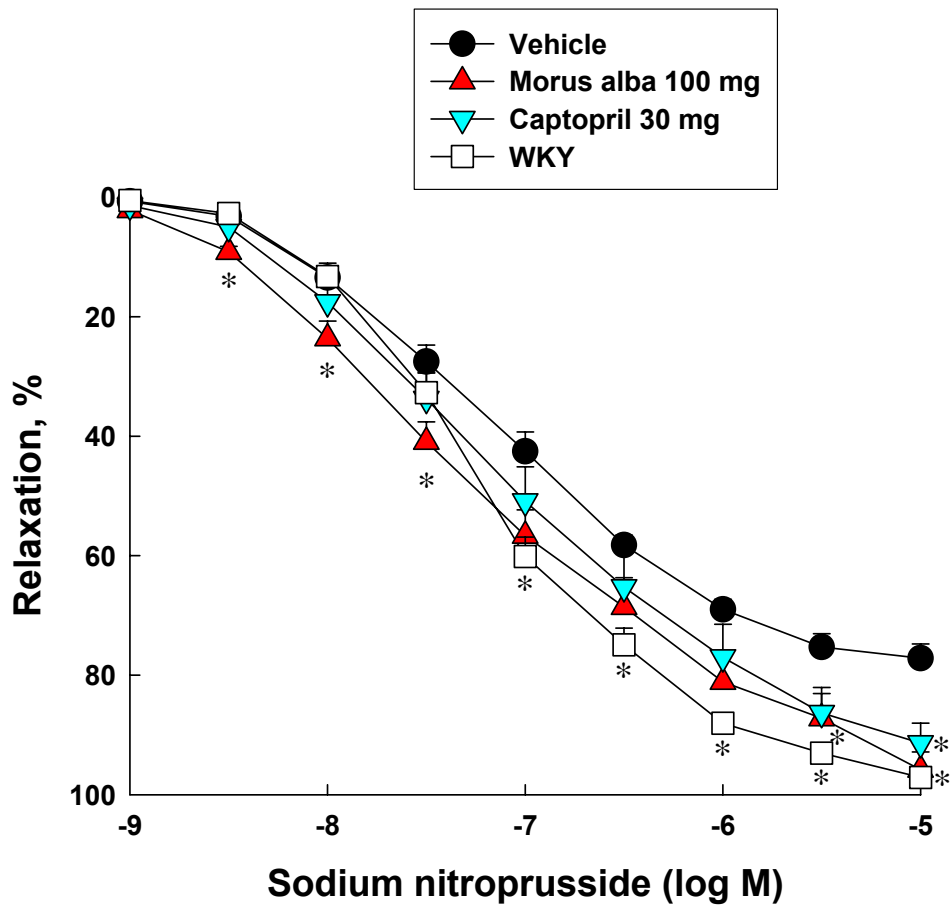 Vehicle
Morus alba 100 mg
Captopril 30 mg
WKY
0
20
40
60
80
100
Relaxation, %
* * * * * * * * * * *
-9 -8 -7 -6 -5
Sodium nitroprusside (log M)